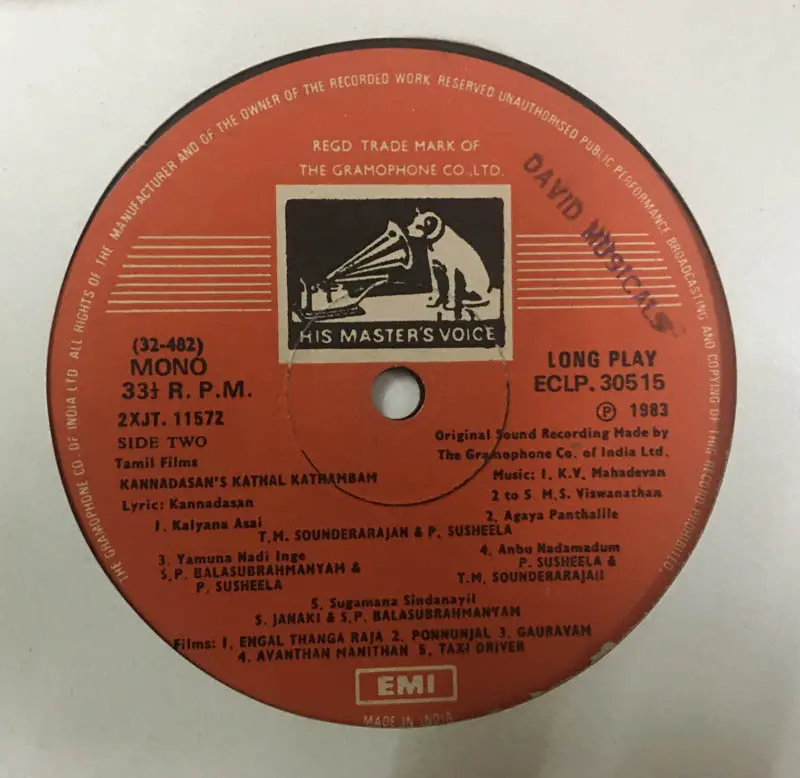 THE GRAMOPHONE CO. OF INDIA LTD. ALL RIGHTS OF THE MANUFACTURER AND OF THE OWNER OF THE RECORDED WORK RESERVED UNAUTHORISED PUBLIC PERFORMANCE BROADCASTING AND COPYING OF THIS RECORD PROHIBITED.
REGD TRADE MARK OF
THE GRAMOPHONE CO.,LTD.
DAVID MUSICALS
HIS MASTER'S VOICE
(32-482)
MONO
33⅓ R. P. M.
2XJT. 11572
SIDE TWO
LONG PLAY
ECLP. 30515
Ⓟ 1983
Original Sound Recording Made by
The Gramophone Co. of India Ltd.
Tamil Films
KANNADASAN'S KATHAL KATHAMBAM
Music: 1. K.V. Mahadevan
2 to 5 M.S. Viswanathan
Lyric: Kannadasan
1. Kalyana Asai
T.M. SOUNDERARAJAN & P. SUSHEELA
2. Agaya Panthalile
3. Yamuna Nadi Inge
S.P. BALASUBRAHMANYAM &
P. SUSHEELA
4. Anbu Nadamadum
P. SUSHEELA &
T.M. SOUNDERARAJAN
5. Sugamana Sindanayil
S. JANAKI & S.P. BALASUBRAHMANYAM
Films: 1. ENGAL THANGA RAJA 2. PONNUNJAL 3. GAURAVAM
4. AVANTHAN MANITHAN 5. TAXI DRIVER
EMI
MADE IN INDIA